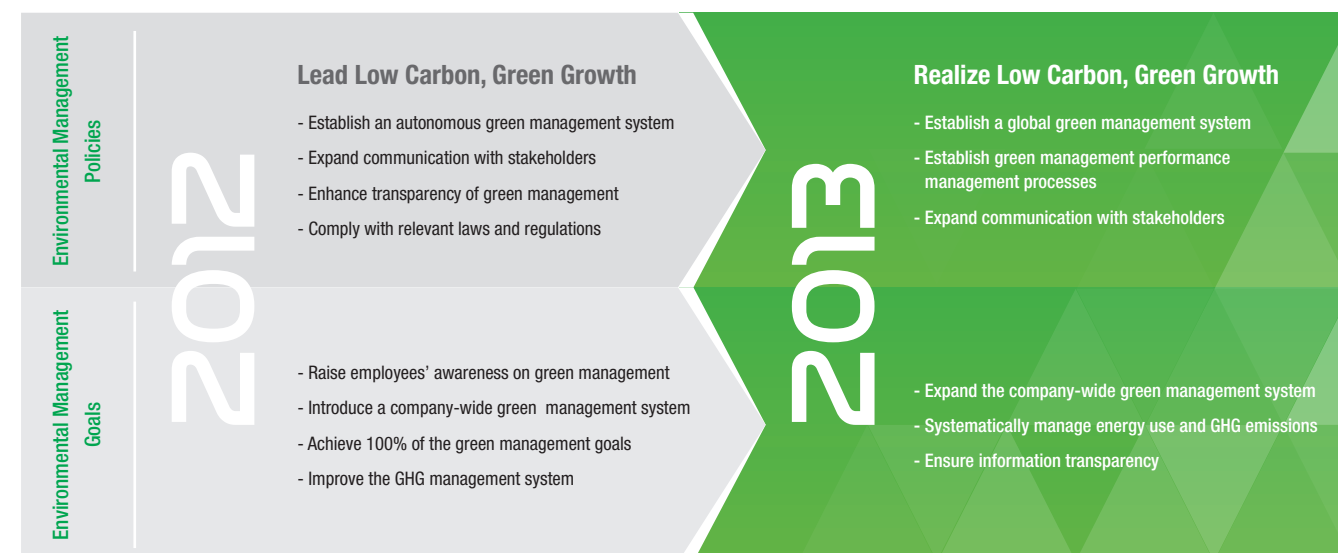 Environmental Management
Policies
2012
Lead Low Carbon, Green Growth
- Establish an autonomous green management system
- Expand communication with stakeholders
- Enhance transparency of green management
- Comply with relevant laws and regulations
2013
Realize Low Carbon, Green Growth
- Establish a global green management system
- Establish green management performance
management processes
- Expand communication with stakeholders
Environmental Management
Goals
- Raise employees’ awareness on green management
- Introduce a company-wide green management system
- Achieve 100% of the green management goals
- Improve the GHG management system
- Expand the company-wide green management system
- Systematically manage energy use and GHG emissions
- Ensure information transparency